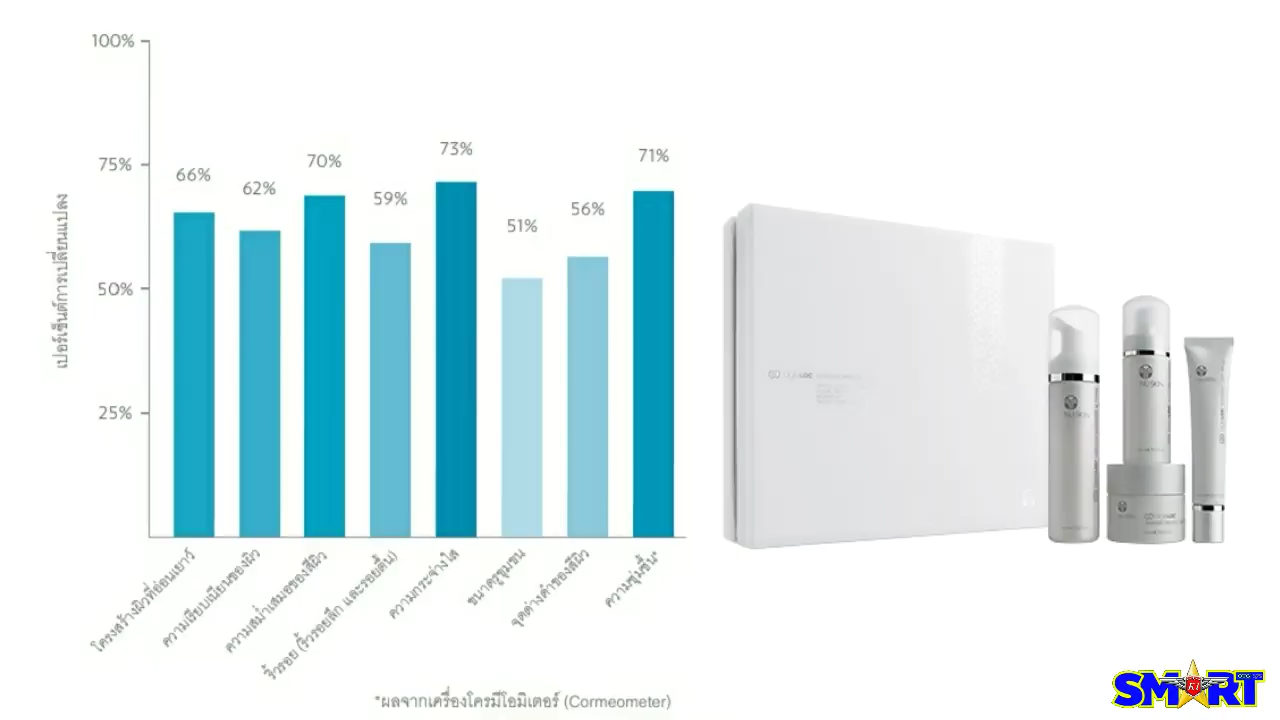 100%
75%
50%
25%
เปอร์เซ็นต์การเปลี่ยนแปลง
66%
62%
70%
59%
73%
51%
56%
71%
โครงสร้างผิวที่อ่อนเยาว์
ความเรียบเนียนของผิว
ความสม่ำเสมอของสีผิว
ริ้วรอย (ริ้วรอยลึก และรอยตื้น)
ความกระจ่างใส
ขนาดรูขุมขน
จุดด่างดำของสีผิว
ความชุ่มชื้น*
*ผลจากเครื่องโครมีโอมิเตอร์ (Cormeometer)
ageLOC
NU SKIN
NU SKIN
SMART